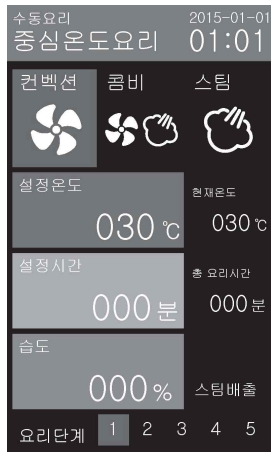 수동요리 2015-01-01
중심온도요리 01:01
컨벡션 콤비 스팀
설정온도 현재온도
030 ℃ 030 ℃
설정시간 총 요리시간
000 분 000 분
습도
000 % 스팀배출
요리단계 1 2 3 4 5